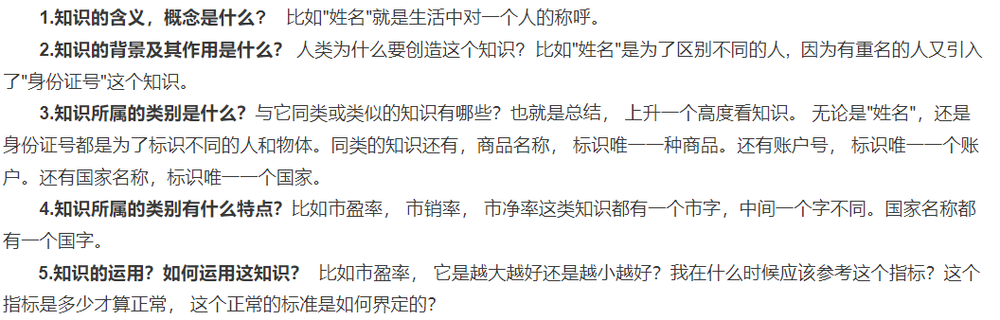 1.知识的含义，概念是什么？ 比如"姓名"就是生活中对一个人的称呼。
2.知识的背景及其作用是什么？ 人类为什么要创造这个知识？比如"姓名"是为了区别不同的人, 因为有重名的人又引入
了"身份证号"这个知识。
3.知识所属的类别是什么？与它同类或类似的知识有哪些？也就是总结， 上升一个高度看知识。 无论是"姓名"，还是
身份证号都是为了标识不同的人和物体。同类的知识还有，商品名称， 标识唯一一种商品。还有账户号， 标识唯一一个账
户。还有国家名称，标识唯一一个国家。
4.知识所属的类别有什么特点？比如市盈率， 市销率， 市净率这类知识都有一个市字，中间一个字不同。国家名称都
有一个国字。
5.知识的运用？如何运用这知识？ 比如市盈率， 它是越大越好还是越小越好？我在什么时候应该参考这个指标？这个
指标是多少才算正常， 这个正常的标准是如何界定的？